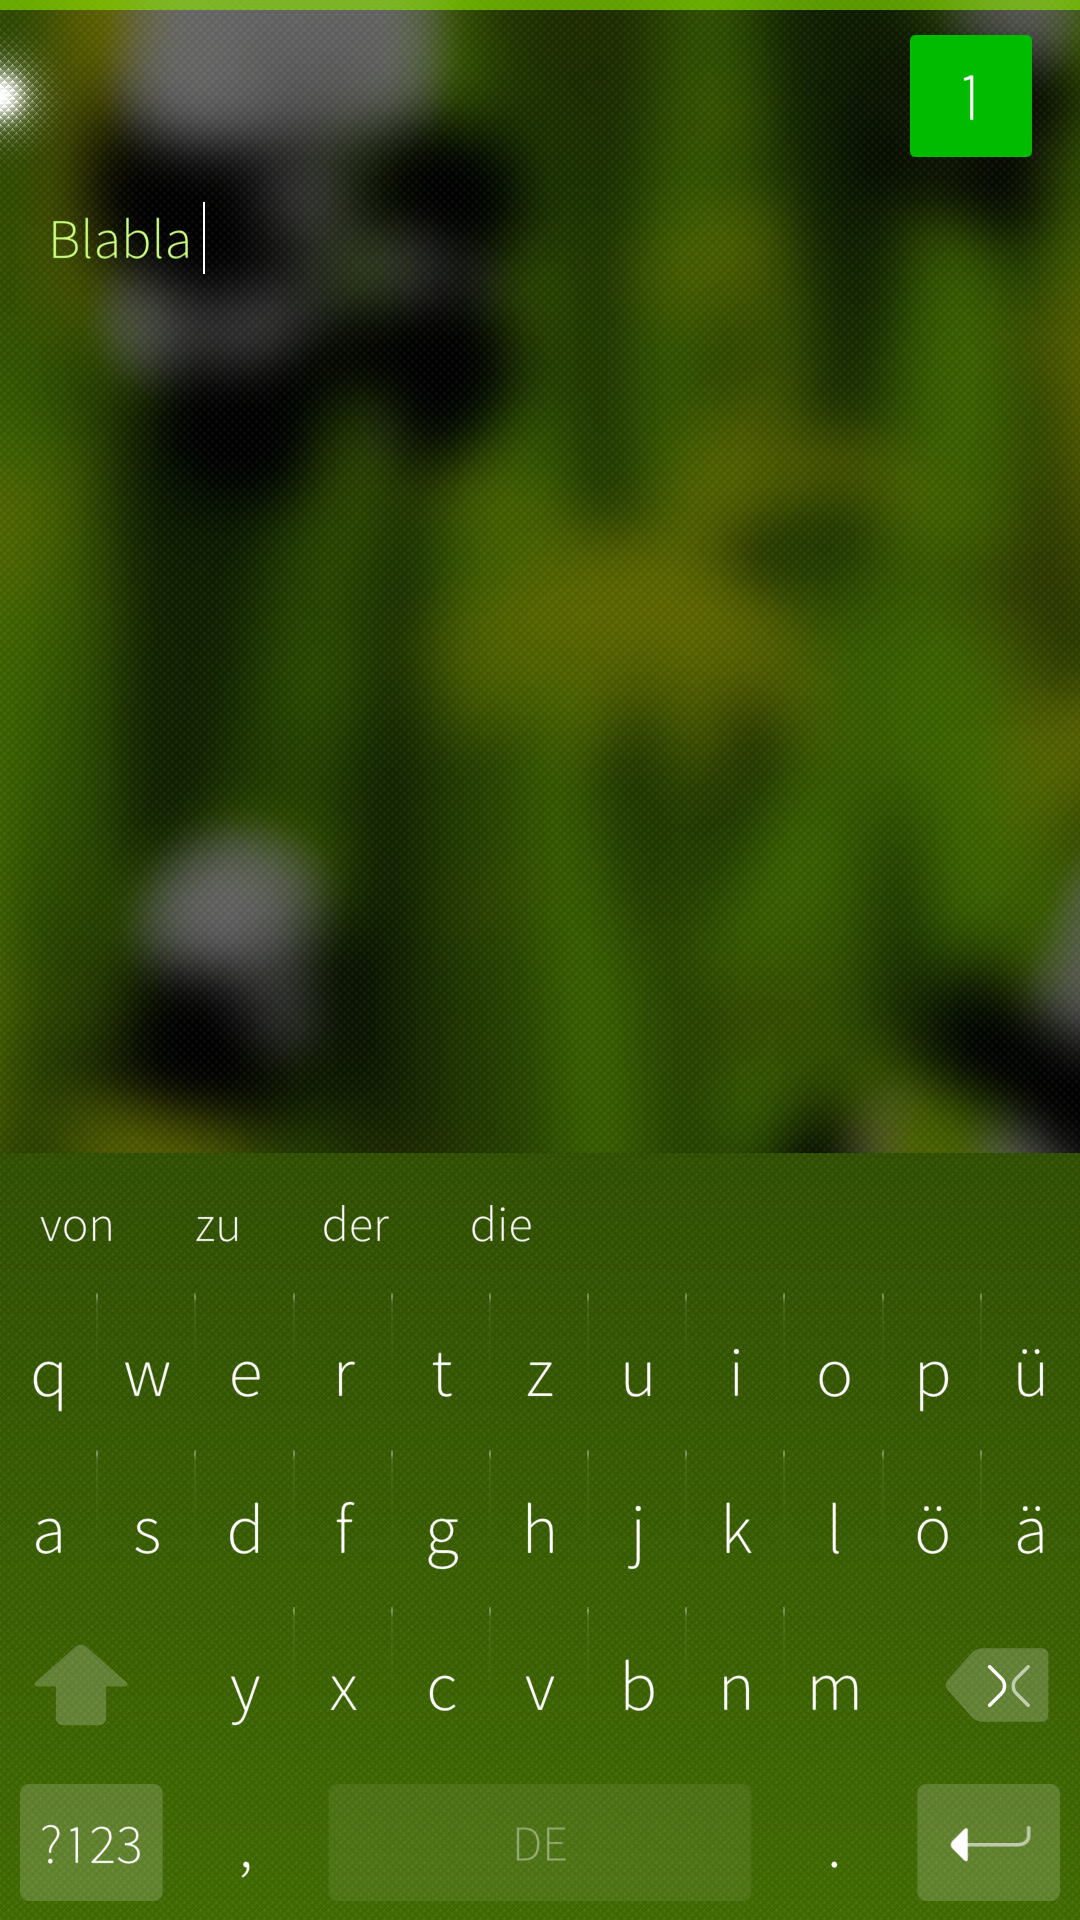 1
Blabla
von zu der die
q w e r t z u i o p ü
a s d f g h j k l ö ä
y x c v b n m
?123 , DE .